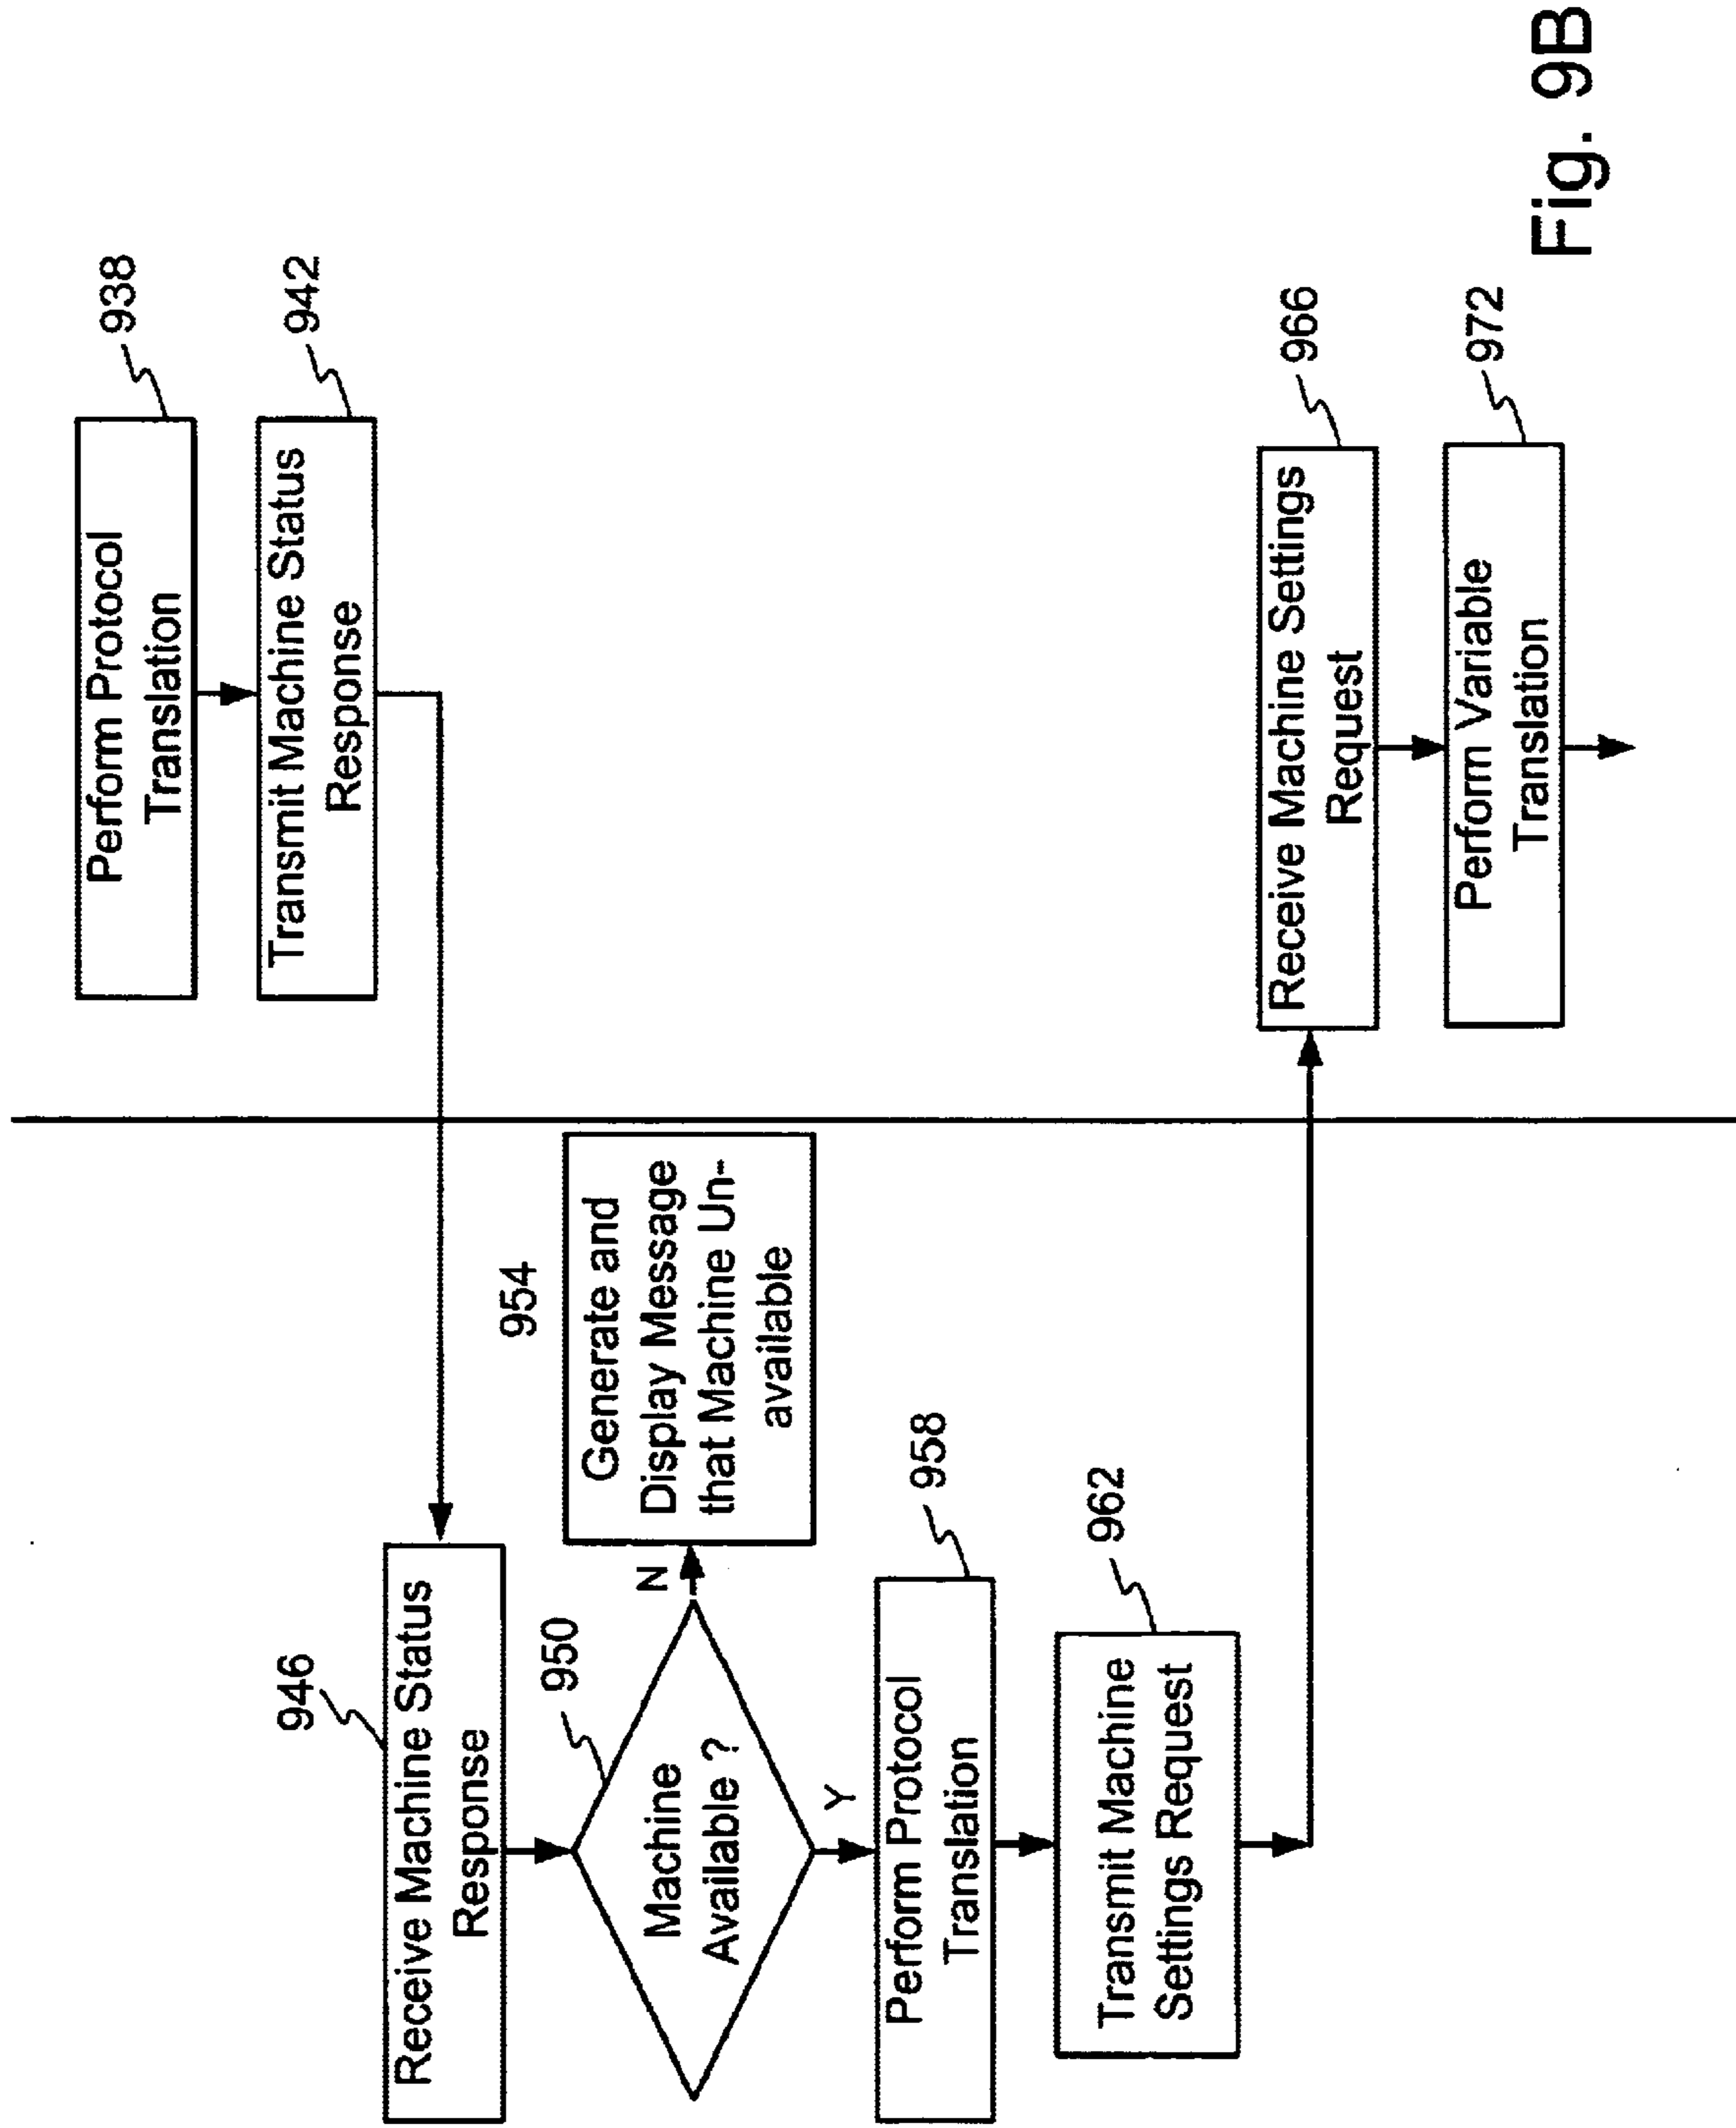 Perform Protocol
Translation
938
Transmit Machine Status
Response
942
946
Receive Machine Status
Response
950
Machine
Available ?
N
954
Generate and
Display Message
that Machine Un-
available
Y
958
Perform Protocol
Translation
962
Transmit Machine
Settings Request
966
Receive Machine Settings
Request
972
Perform Variable
Translation
Fig. 9B